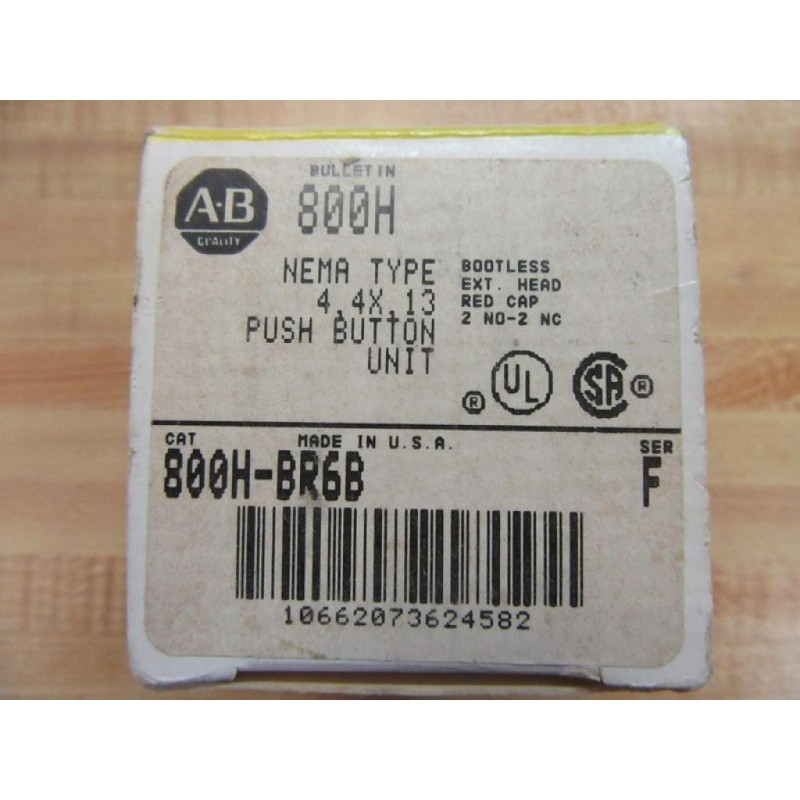 A-B
QUALITY
BULLETIN
800H
NEMA TYPE
4,4X,13
PUSH BUTTON
UNIT
BOOTLESS
EXT. HEAD
RED CAP
2 NO-2 NC
® UL
SA ®
CAT
MADE IN U.S.A.
SER
800H-BR6B
F
10662073624582